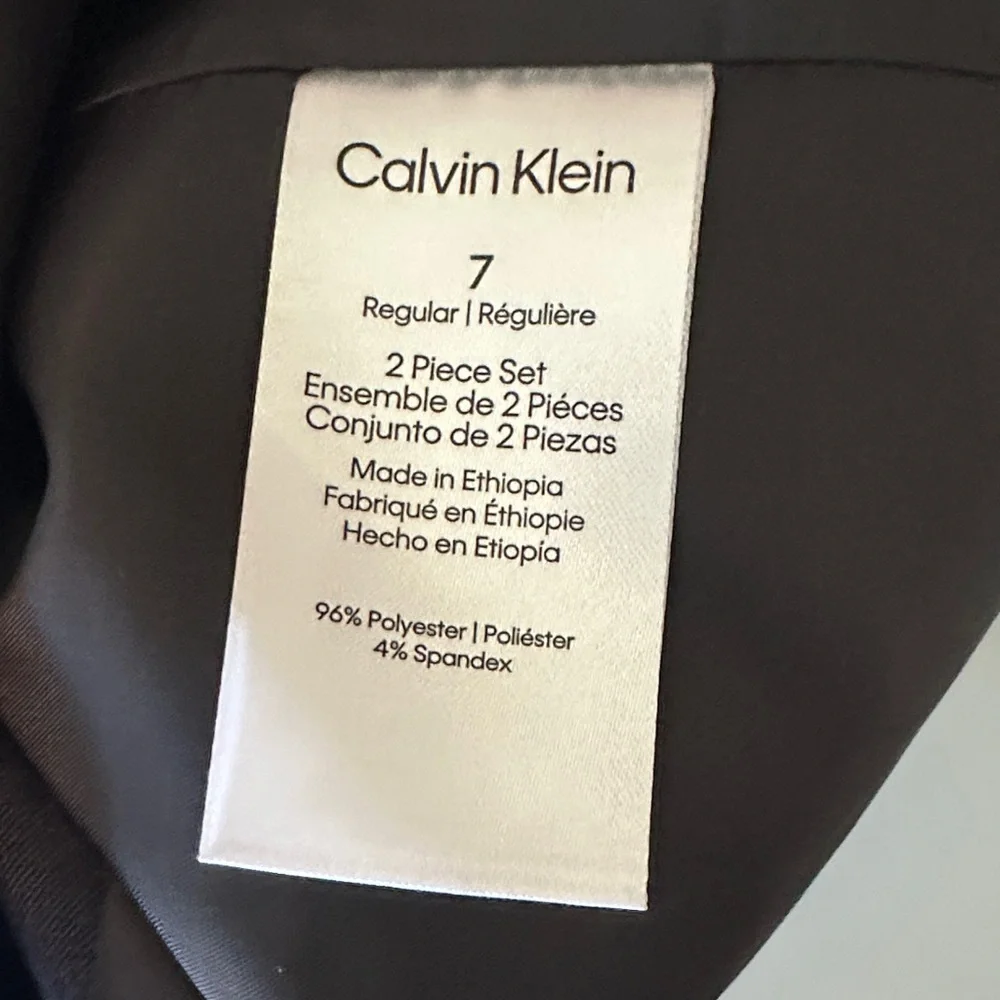 Calvin Klein
7
Regular | Régulière
2 Piece Set
Ensemble de 2 Piéces
Conjunto de 2 Piezas
Made in Ethiopia
Fabriqué en Éthiopie
Hecho en Etiopía
96% Polyester | Poliéster
4% Spandex